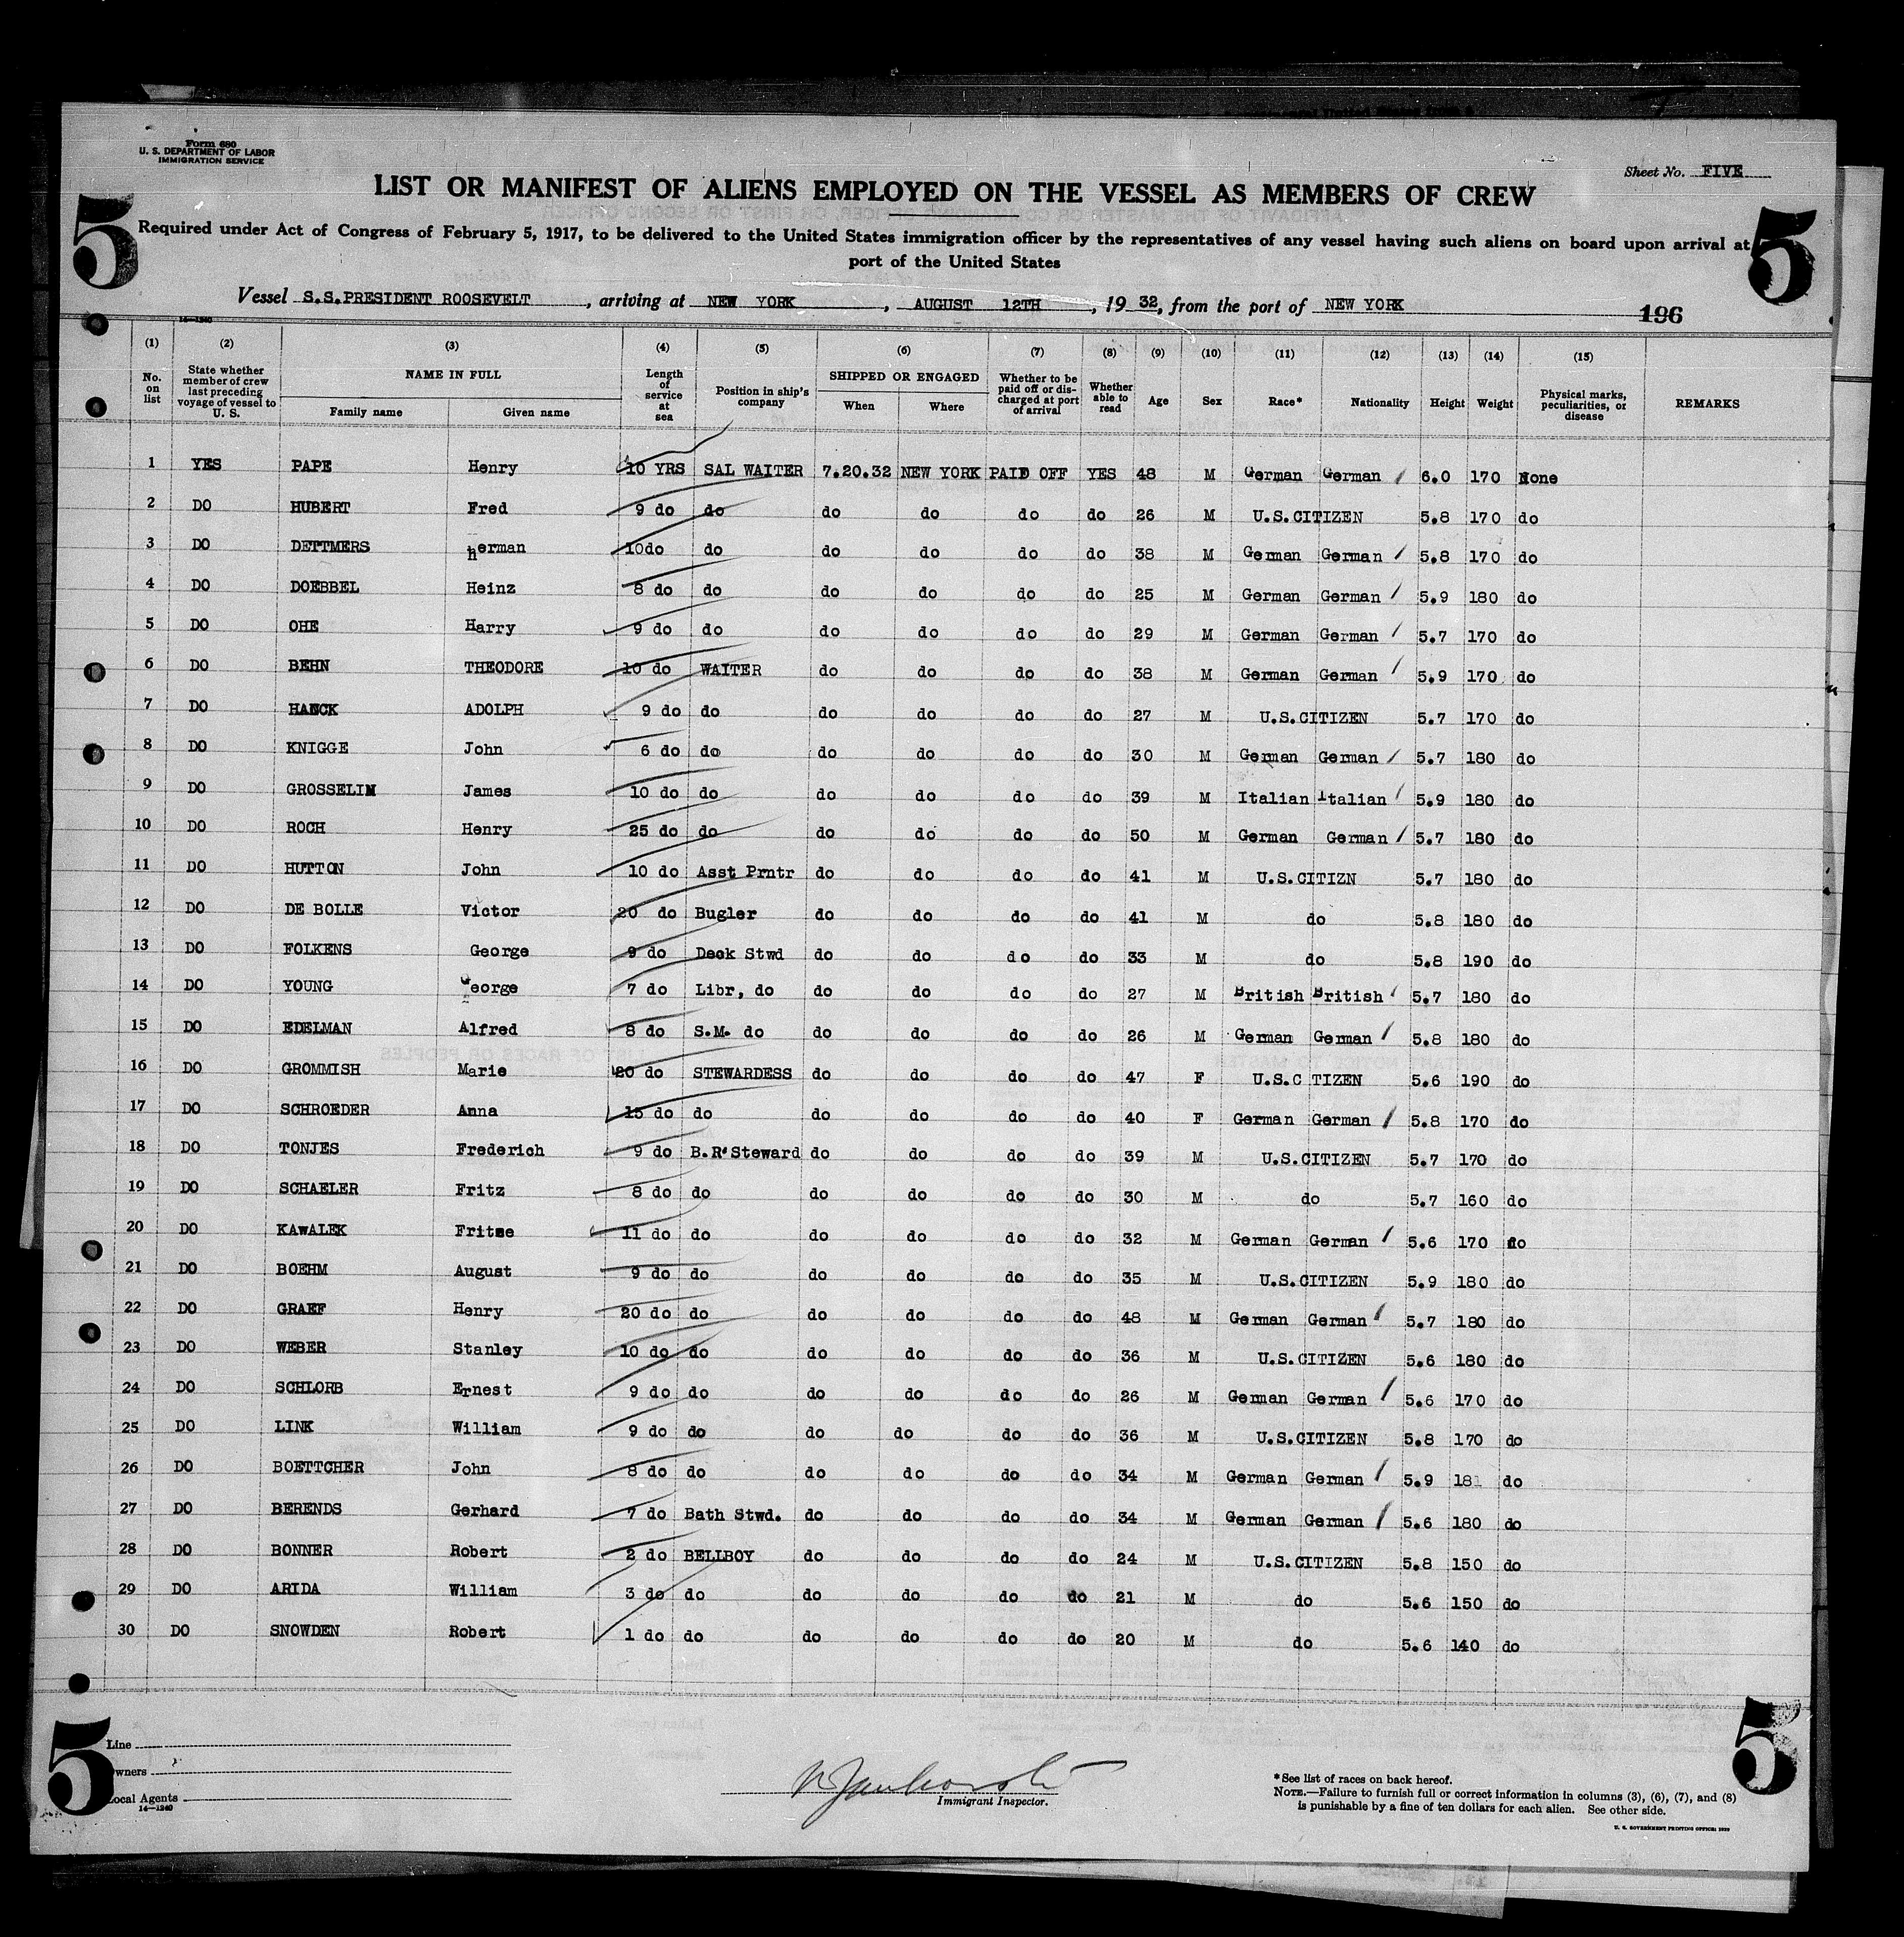 Form 680
U. S. DEPARTMENT OF LABOR
IMMIGRATION SERVICE
Sheet No. FIVE
LIST OR MANIFEST OF ALIENS EMPLOYED ON THE VESSEL AS MEMBERS OF CREW
5 5
Required under Act of Congress of February 5, 1917, to be delivered to the United States immigration officer by the representatives of any vessel having such aliens on board upon arrival at
port of the United States
Vessel S.S.PRESIDENT ROOSEVELT, arriving at NEW YORK, AUGUST 12TH, 1932, from the port of NEW YORK
196
14—1240
(1) (2) (3) (4) (5) (6) (7) (8) (9) (10) (11) (12) (13) (14) (15)
No. on list State whether member of crew last preceding voyage of vessel to U. S. NAME IN FULL Family name Given name Length of service at sea Position in ship's company SHIPPED OR ENGAGED When Where Whether to be paid off or discharged at port of arrival Whether able to read Age Sex Race* Nationality Height Weight Physical marks, peculiarities, or disease REMARKS
1 YES PAPE Henry 10 YRS SAL WAITER 7.20.32 NEW YORK PAID OFF YES 48 M German German 6.0 170 None
2 DO HUBERT Fred 9 do do do do do do 26 M U.S.CITIZEN 5.8 170 do
3 DO DETTMERS herman 10do do do do do do 38 M German German 5.8 170 do
4 DO DOEBBEL Heinz 8 do do do do do do 25 M German German 5.9 180 do
5 DO OHE Harry 9 do do do do do do 29 M German German 5.7 170 do
6 DO BEHN THEODORE 10 do WAITER do do do do 38 M German German 5.9 170 do
7 DO HANCK ADOLPH 9 do do do do do do 27 M U.S.CITIZEN 5.7 170 do
8 DO KNIGGE John 6 do do do do do do 30 M German German 5.7 180 do
9 DO GROSSELIM James 10 do do do do do do 39 M Italian Italian 5.9 180 do
10 DO ROCH Henry 25 do do do do do do 50 M German German 5.7 180 do
11 DO HUTTON John 10 do Asst Prntr do do do do 41 M U.S.CITIZN 5.7 180 do
12 DO DE BOLLE Victor 20 do Bugler do do do do 41 M do 5.8 180 do
13 DO FOLKENS George 9 do Deck Stwd do do do do 33 M do 5.8 190 do
14 DO YOUNG George 7 do Libr, do do do do do 27 M British British 5.7 180 do
15 DO EDELMAN Alfred 8 do S.M. do do do do do 26 M German German 5.8 180 do
16 DO GROMMISH Marie 20 do STEWARDESS do do do do 47 F U.S.C TIZEN 5.6 190 do
17 DO SCHROEDER Anna 15 do do do do do do 40 F German German 5.8 170 do
18 DO TONJES Frederich 9 do B.R.Steward do do do do 39 M U.S.CITIZEN 5.7 170 do
19 DO SCHAELER Fritz 8 do do do do do do 30 M do 5.7 160 do
20 DO KAWALEK Fritze 11 do do do do do do 32 M German German 5.6 170 do
21 DO BOEHM August 9 do do do do do do 35 M U.S.CITIZEN 5.9 180 do
22 DO GRAEF Henry 20 do do do do do do 48 M German German 5.7 180 do
23 DO WEBER Stanley 10 do do do do do do 36 M U.S.CITIZEN 5.6 180 do
24 DO SCHLORB Ernest 9 do do do do do do 26 M German German 5.6 170 do
25 DO LINK William 9 do do do do do do 36 M U.S.CITIZEN 5.8 170 do
26 DO BOETTCHER John 8 do do do do do do 34 M German German 5.9 181 do
27 DO BERENDS Gerhard 7 do Bath Stwd. do do do do 34 M German German 5.6 180 do
28 DO BONNER Robert 2 do BELLBOY do do do do 24 M U.S.CITIZEN 5.8 150 do
29 DO ARIDA William 3 do do do do do do 21 M do 5.6 150 do
30 DO SNOWDEN Robert 1 do do do do do do 20 M do 5.6 140 do
5 5
Line
Owners
Local Agents
14—1240
Immigrant Inspector.
*See list of races on back hereof.
NOTE.—Failure to furnish full or correct information in columns (3), (6), (7), and (8)
is punishable by a fine of ten dollars for each alien. See other side.
U. S. GOVERNMENT PRINTING OFFICE: